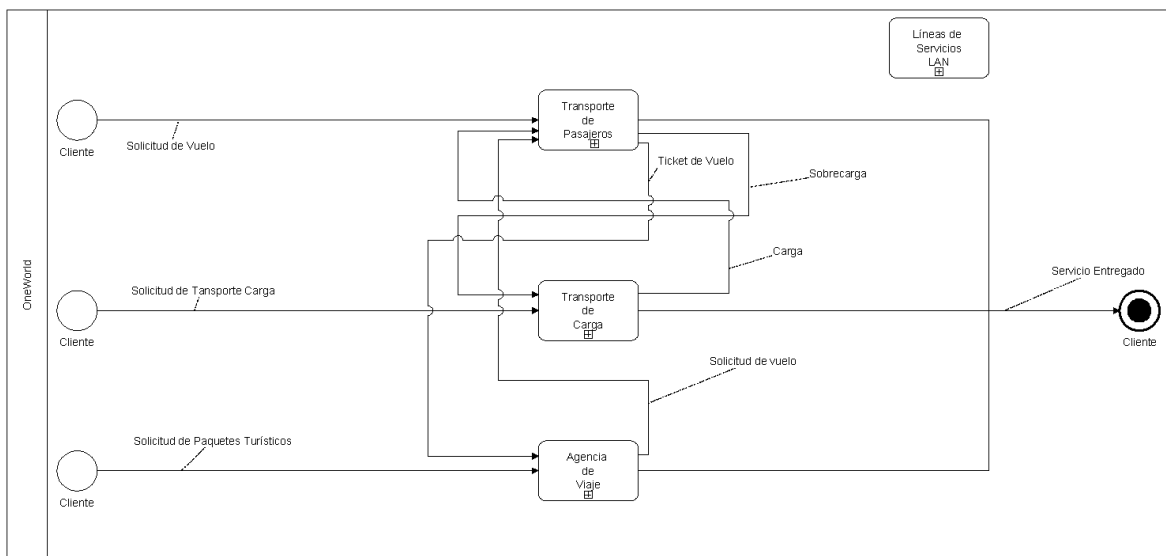 OneWorld
Líneas de
Servicios
LAN
Cliente
Solicitud de Vuelo
Transporte
de
Pasajeros
Ticket de Vuelo
Sobrecarga
Carga
Cliente
Solicitud de Tansporte Carga
Transporte
de
Carga
Servicio Entregado
Cliente
Solicitud de vuelo
Cliente
Solicitud de Paquetes Turísticos
Agencia
de
Viaje